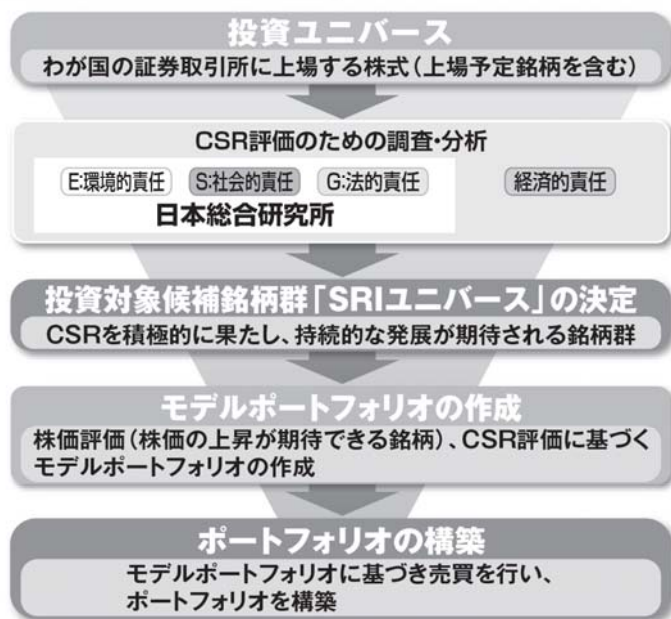 投資ユニバース
わが国の証券取引所に上場する株式（上場予定銘柄を含む）
CSR評価のための調査・分析
E:環境的責任 S:社会的責任 G:法的責任 経済的責任
日本総合研究所
投資対象候補銘柄群「SRIユニバース」の決定
CSRを積極的に果たし、持続的な発展が期待される銘柄群
モデルポートフォリオの作成
株価評価（株価の上昇が期待できる銘柄）、CSR評価に基づく
モデルポートフォリオの作成
ポートフォリオの構築
モデルポートフォリオに基づき売買を行い、
ポートフォリオを構築